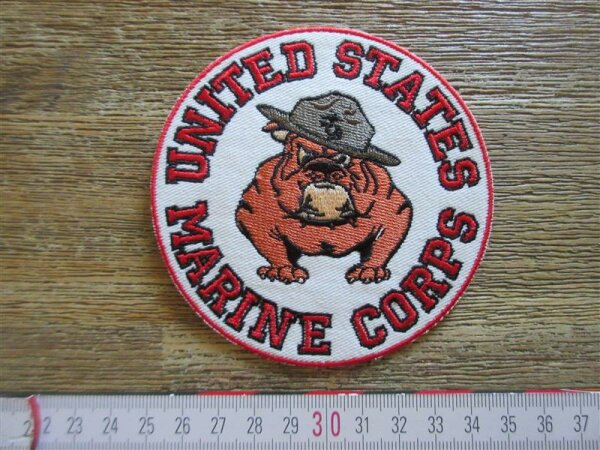 UNITED STATES
MARINE CORPS
22 23 24 25 26 27 28 29 30 31 32 33 34 35 36 37